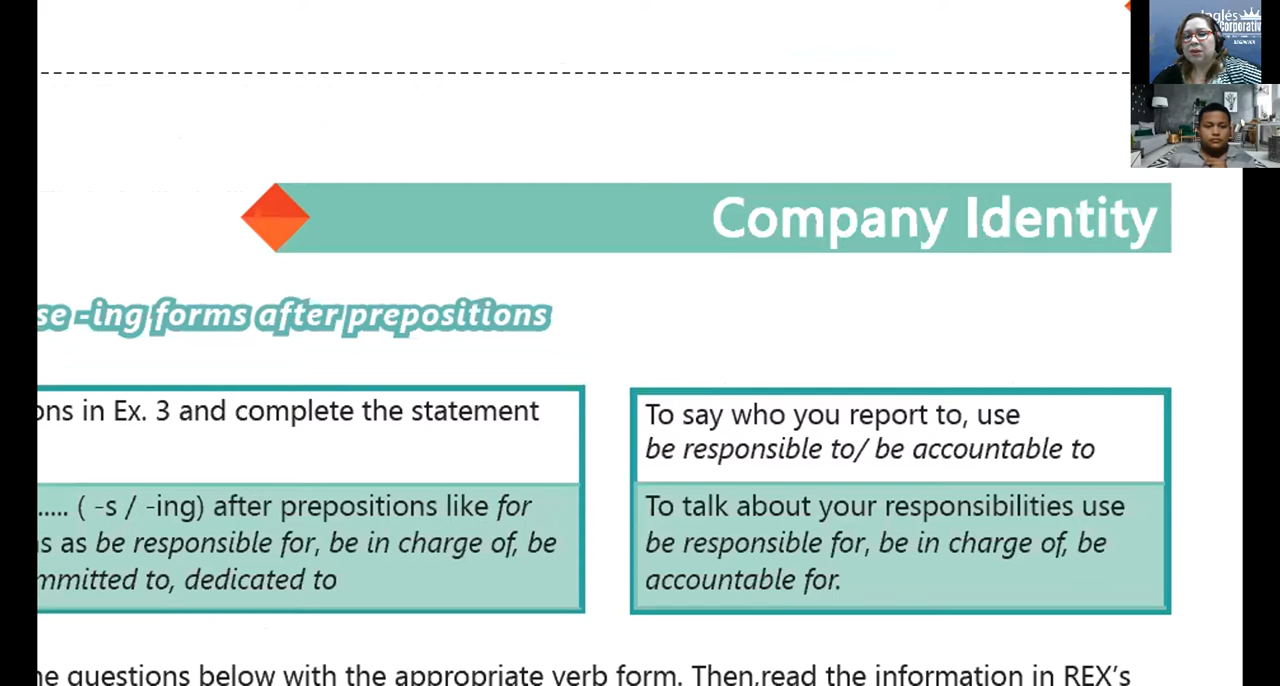 Inglés
Corporativo
Company Identity
se -ing forms after prepositions
ons in Ex. 3 and complete the statement
..... ( -s / -ing) after prepositions like for
s as be responsible for, be in charge of, be
mmitted to, dedicated to
To say who you report to, use
be responsible to/ be accountable to
To talk about your responsibilities use
be responsible for, be in charge of, be
accountable for.
he questions below with the appropriate verb form. Then,read the information in REX's